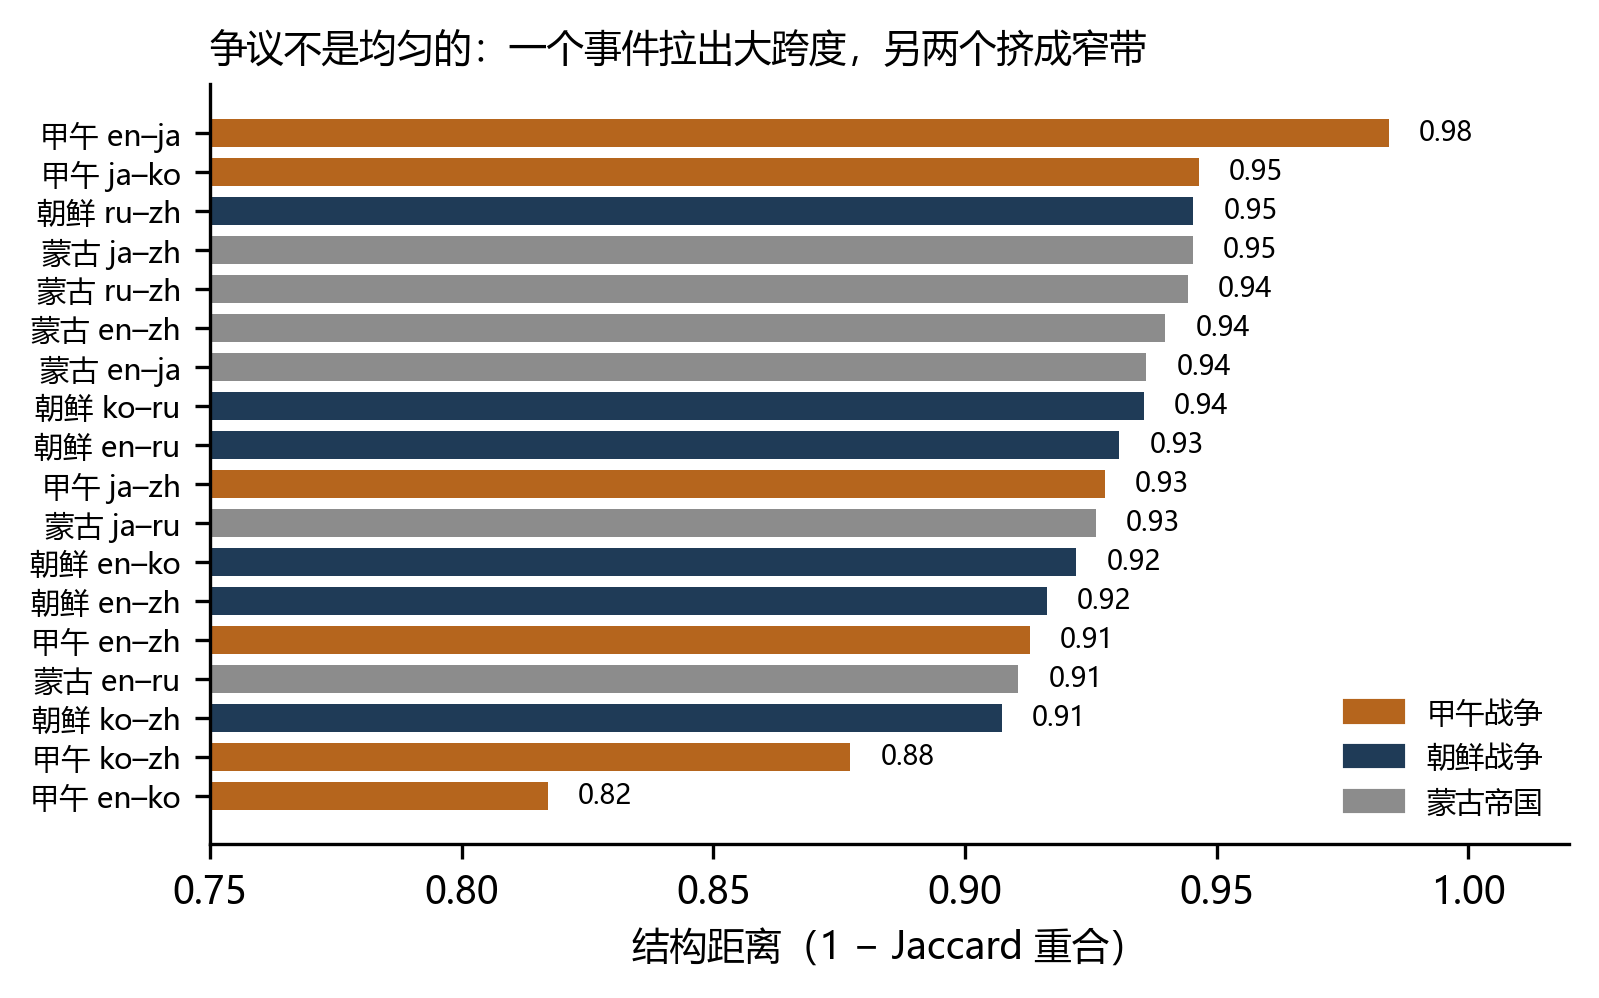 争议不是均匀的：一个事件拉出大跨度，另两个挤成窄带
甲午 en–ja 0.98
甲午 ja–ko 0.95
朝鲜 ru–zh 0.95
蒙古 ja–zh 0.95
蒙古 ru–zh 0.94
蒙古 en–zh 0.94
蒙古 en–ja 0.94
朝鲜 ko–ru 0.94
朝鲜 en–ru 0.93
甲午 ja–zh 0.93
蒙古 ja–ru 0.93
朝鲜 en–ko 0.92
朝鲜 en–zh 0.92
甲午 en–zh 0.91
蒙古 en–ru 0.91
朝鲜 ko–zh 0.91
甲午 ko–zh 0.88
甲午 en–ko 0.82
甲午战争
朝鲜战争
蒙古帝国
0.75 0.80 0.85 0.90 0.95 1.00
结构距离（1 − Jaccard 重合）